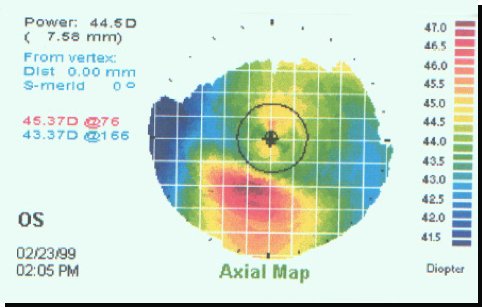 Power: 44.5D
( 7.58 mm)
From vertex:
Dist 0.00 mm
S-merid 0 º
45.37D @76
43.37D @166
OS
02/23/99
02:05 PM
Axial Map
47.0
46.5
46.0
45.5
45.0
44.5
44.0
43.5
43.0
42.5
42.0
41.5
Diopter